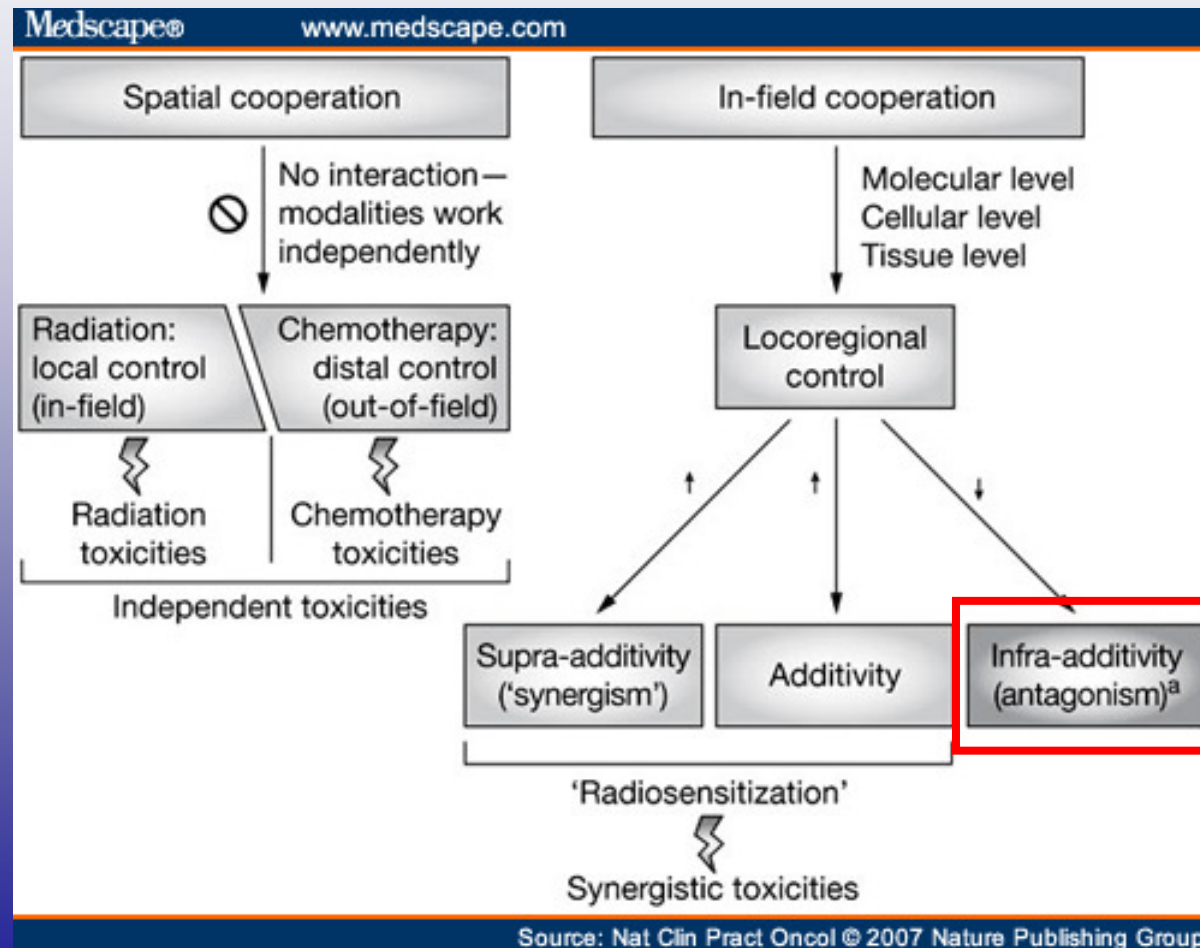 Medscape® www.medscape.com
Spatial cooperation
No interaction—
modalities work
independently
Radiation:
local control
(in-field)
Chemotherapy:
distal control
(out-of-field)
Radiation
toxicities
Chemotherapy
toxicities
Independent toxicities
In-field cooperation
Molecular level
Cellular level
Tissue level
Locoregional
control
Supra-additivity
(‘synergism’)
Additivity
Infra-additivity
(antagonism)ª
‘Radiosensitization’
Synergistic toxicities
Source: Nat Clin Pract Oncol © 2007 Nature Publishing Group